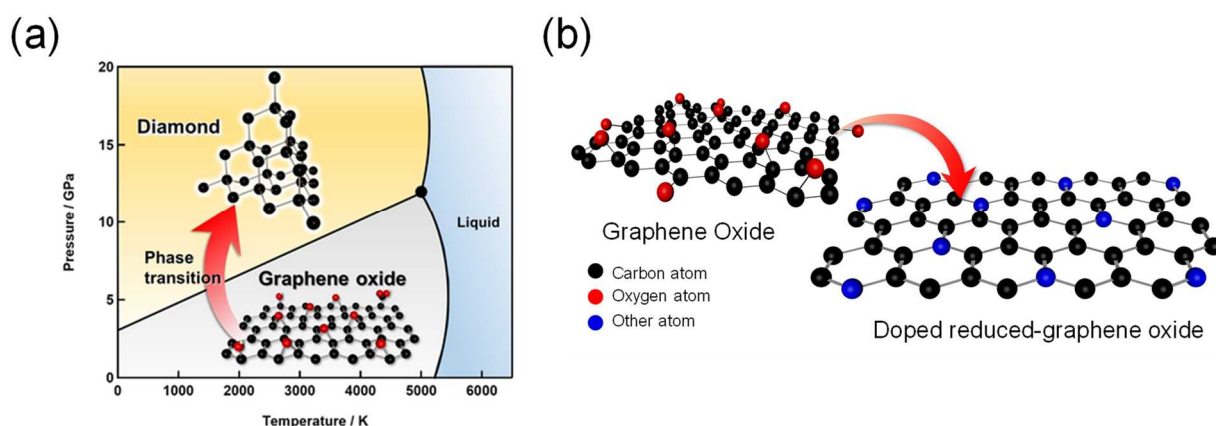 (a)
20
15
10
5
0
Pressure / GPa
Diamond
Phase
transition
Graphene oxide
Liquid
0 1000 2000 3000 4000 5000 6000
Temperature / K
(b)
Graphene Oxide
Carbon atom
Oxygen atom
Other atom
Doped reduced-graphene oxide